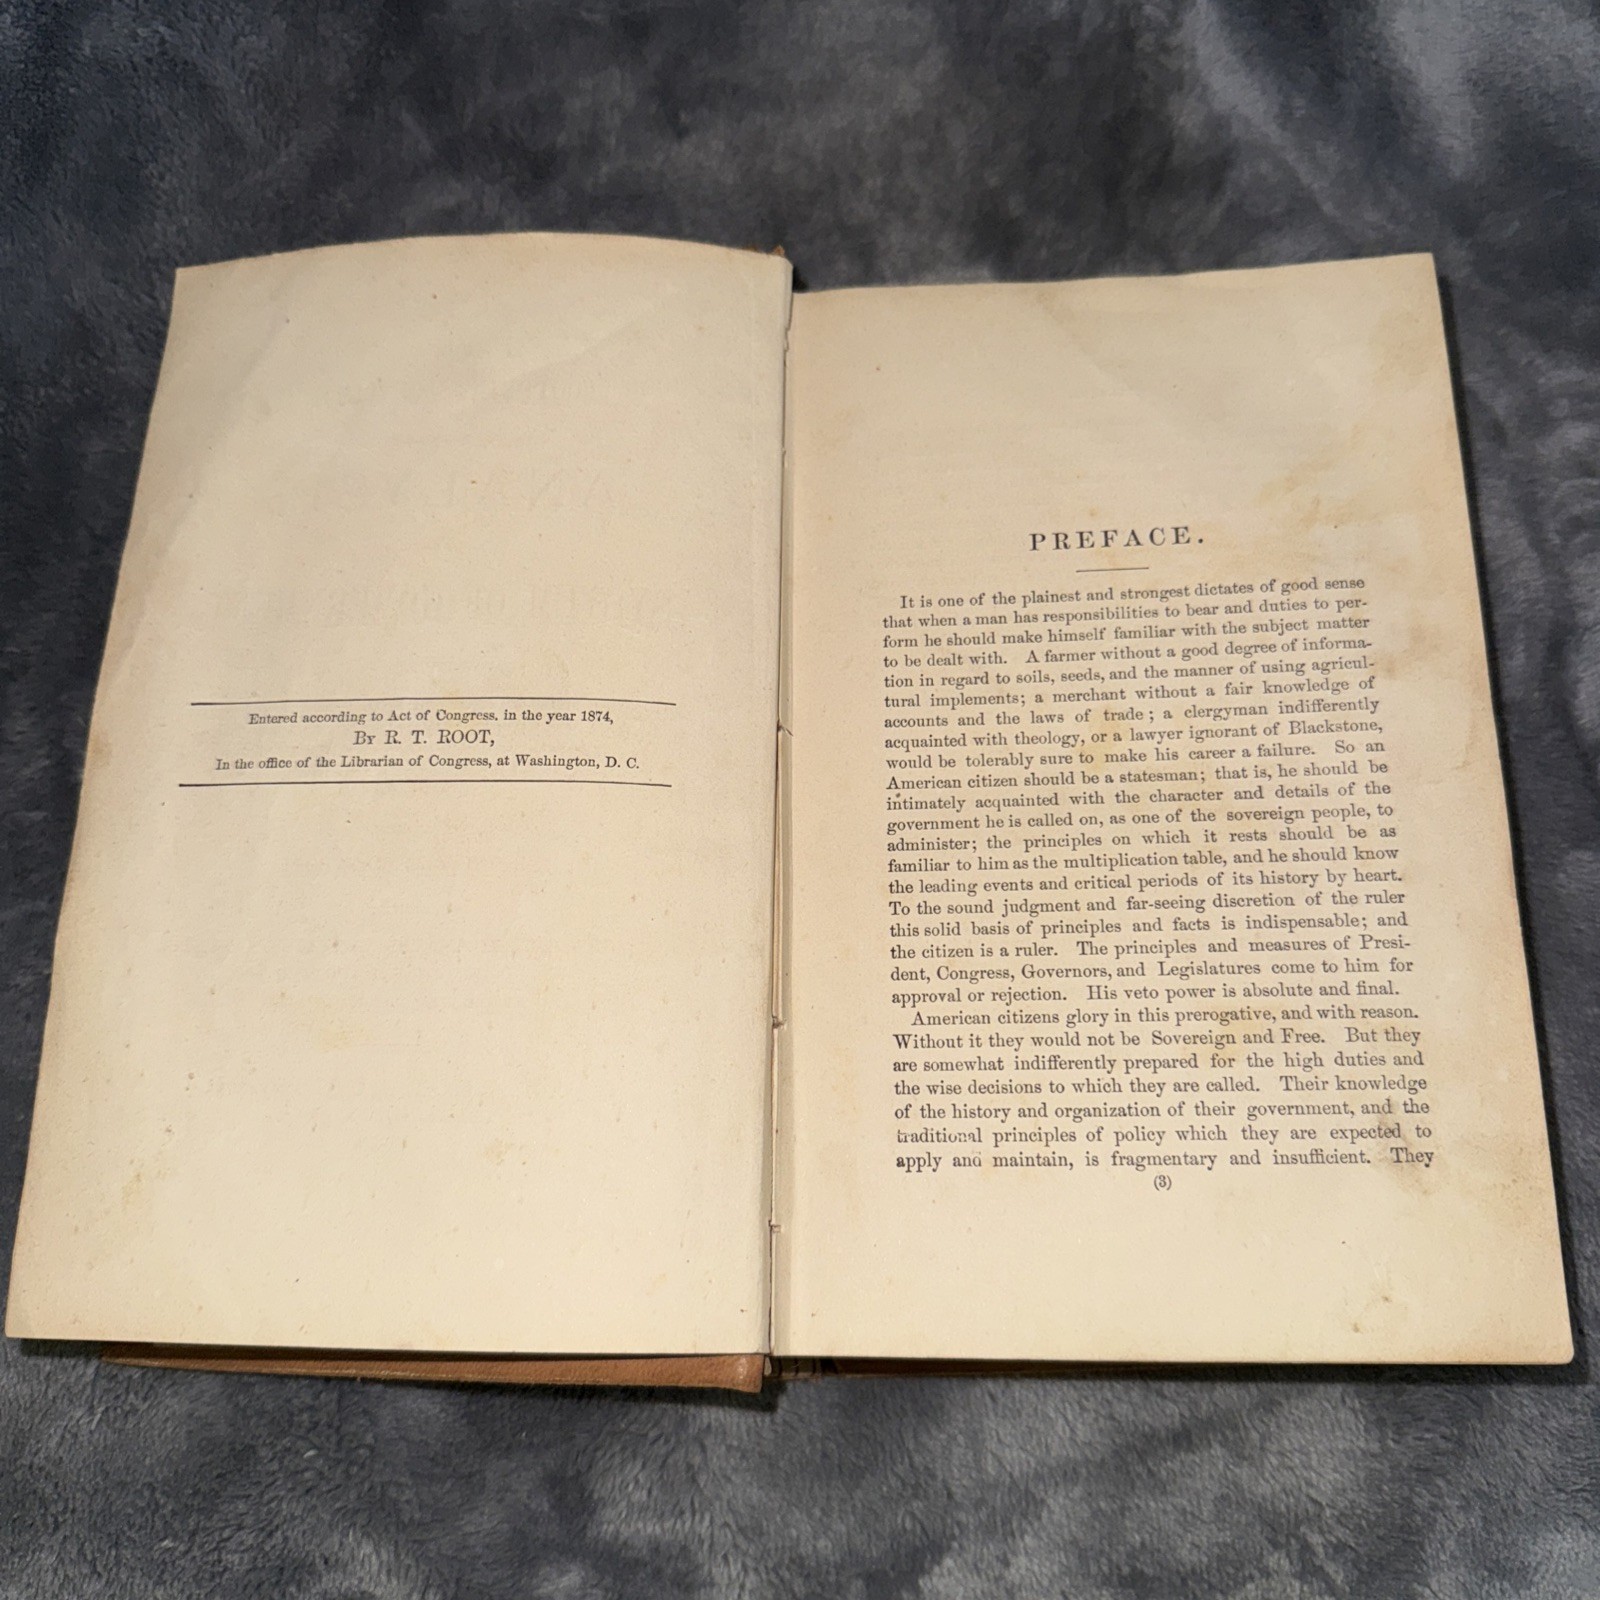 Entered according to Act of Congress, in the year 1874,
By R. T. ROOT,
In the office of the Librarian of Congress, at Washington, D. C.
PREFACE.
It is one of the plainest and strongest dictates of good sense
that when a man has responsibilities to bear and duties to per-
form he should make himself familiar with the subject matter
to be dealt with. A farmer without a good degree of informa-
tion in regard to soils, seeds, and the manner of using agricul-
tural implements; a merchant without a fair knowledge of
accounts and the laws of trade; a clergyman indifferently
acquainted with theology, or a lawyer ignorant of Blackstone,
would be tolerably sure to make his career a failure. So an
American citizen should be a statesman; that is, he should be
intimately acquainted with the character and details of the
government he is called on, as one of the sovereign people, to
administer; the principles on which it rests should be as
familiar to him as the multiplication table, and he should know
the leading events and critical periods of its history by heart.
To the sound judgment and far-seeing discretion of the ruler
this solid basis of principles and facts is indispensable; and
the citizen is a ruler. The principles and measures of Presi-
dent, Congress, Governors, and Legislatures come to him for
approval or rejection. His veto power is absolute and final.
American citizens glory in this prerogative, and with reason.
Without it they would not be Sovereign and Free. But they
are somewhat indifferently prepared for the high duties and
the wise decisions to which they are called. Their knowledge
of the history and organization of their government, and the
traditional principles of policy which they are expected to
apply and maintain, is fragmentary and insufficient. They
(3)